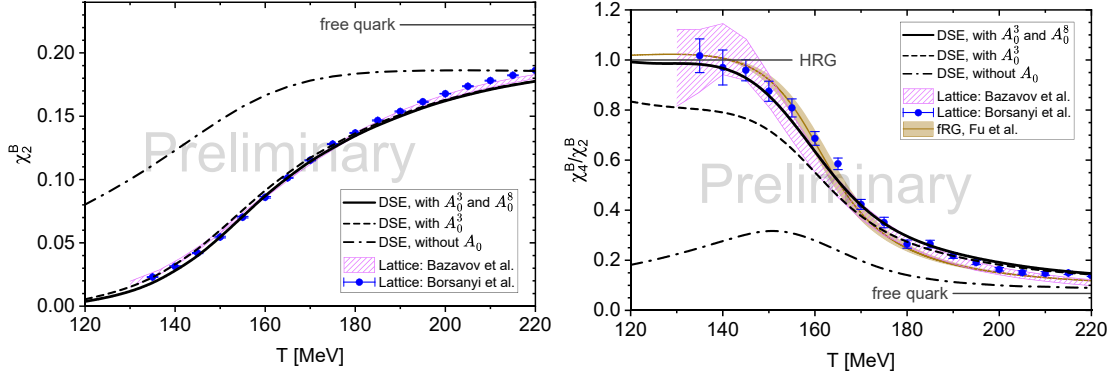 free quark
0.20
0.15
0.10
0.05
0.00
χ₂ᴮ
Preliminary
DSE, with A₀³ and A₀⁸
DSE, with A₀³
DSE, without A₀
Lattice: Bazavov et al.
Lattice: Borsanyi et al.
120 140 160 180 200 220
T [MeV]
1.2
1.0
0.8
0.6
0.4
0.2
0.0
χ₄ᴮ/χ₂ᴮ
DSE, with A₀³ and A₀⁸
DSE, with A₀³
DSE, without A₀
Lattice: Bazavov et al.
Lattice: Borsanyi et al.
fRG, Fu et al.
HRG
Preliminary
free quark
120 140 160 180 200 220
T [MeV]